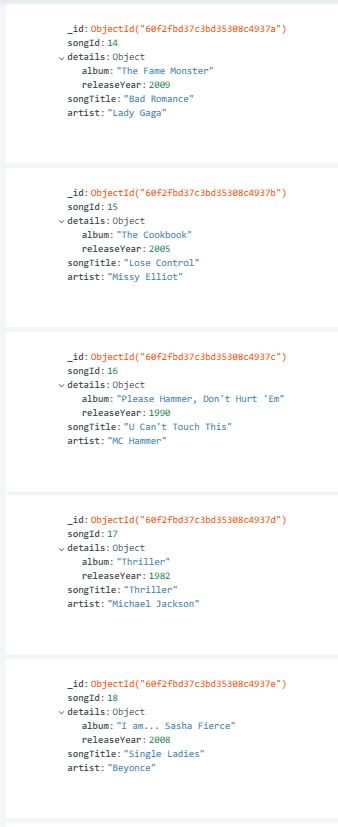 _id: ObjectId("60f2fbd37c3bd35308c4937a")
songId: 14
details: Object
album: "The Fame Monster"
releaseYear: 2009
songTitle: "Bad Romance"
artist: "Lady Gaga"
_id: ObjectId("60f2fbd37c3bd35308c4937b")
songId: 15
details: Object
album: "The Cookbook"
releaseYear: 2005
songTitle: "Lose Control"
artist: "Missy Elliot"
_id: ObjectId("60f2fbd37c3bd35308c4937c")
songId: 16
details: Object
album: "Please Hammer, Don't Hurt 'Em"
releaseYear: 1990
songTitle: "U Can't Touch This"
artist: "MC Hammer"
_id: ObjectId("60f2fbd37c3bd35308c4937d")
songId: 17
details: Object
album: "Thriller"
releaseYear: 1982
songTitle: "Thriller"
artist: "Michael Jackson"
_id: ObjectId("60f2fbd37c3bd35308c4937e")
songId: 18
details: Object
album: "I am... Sasha Fierce"
releaseYear: 2008
songTitle: "Single Ladies"
artist: "Beyonce"